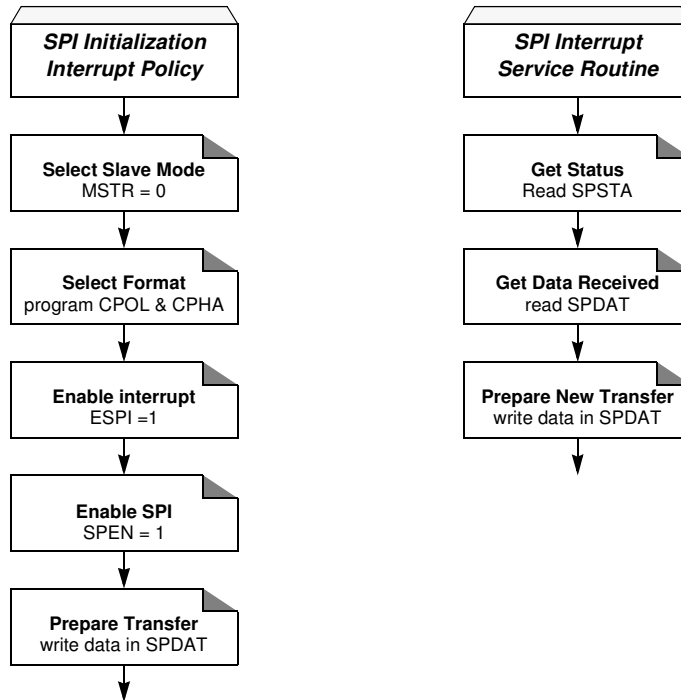 SPI Initialization
Interrupt Policy
Select Slave Mode
MSTR = 0
Select Format
program CPOL & CPHA
Enable interrupt
ESPI =1
Enable SPI
SPEN = 1
Prepare Transfer
write data in SPDAT
SPI Interrupt
Service Routine
Get Status
Read SPSTA
Get Data Received
read SPDAT
Prepare New Transfer
write data in SPDAT